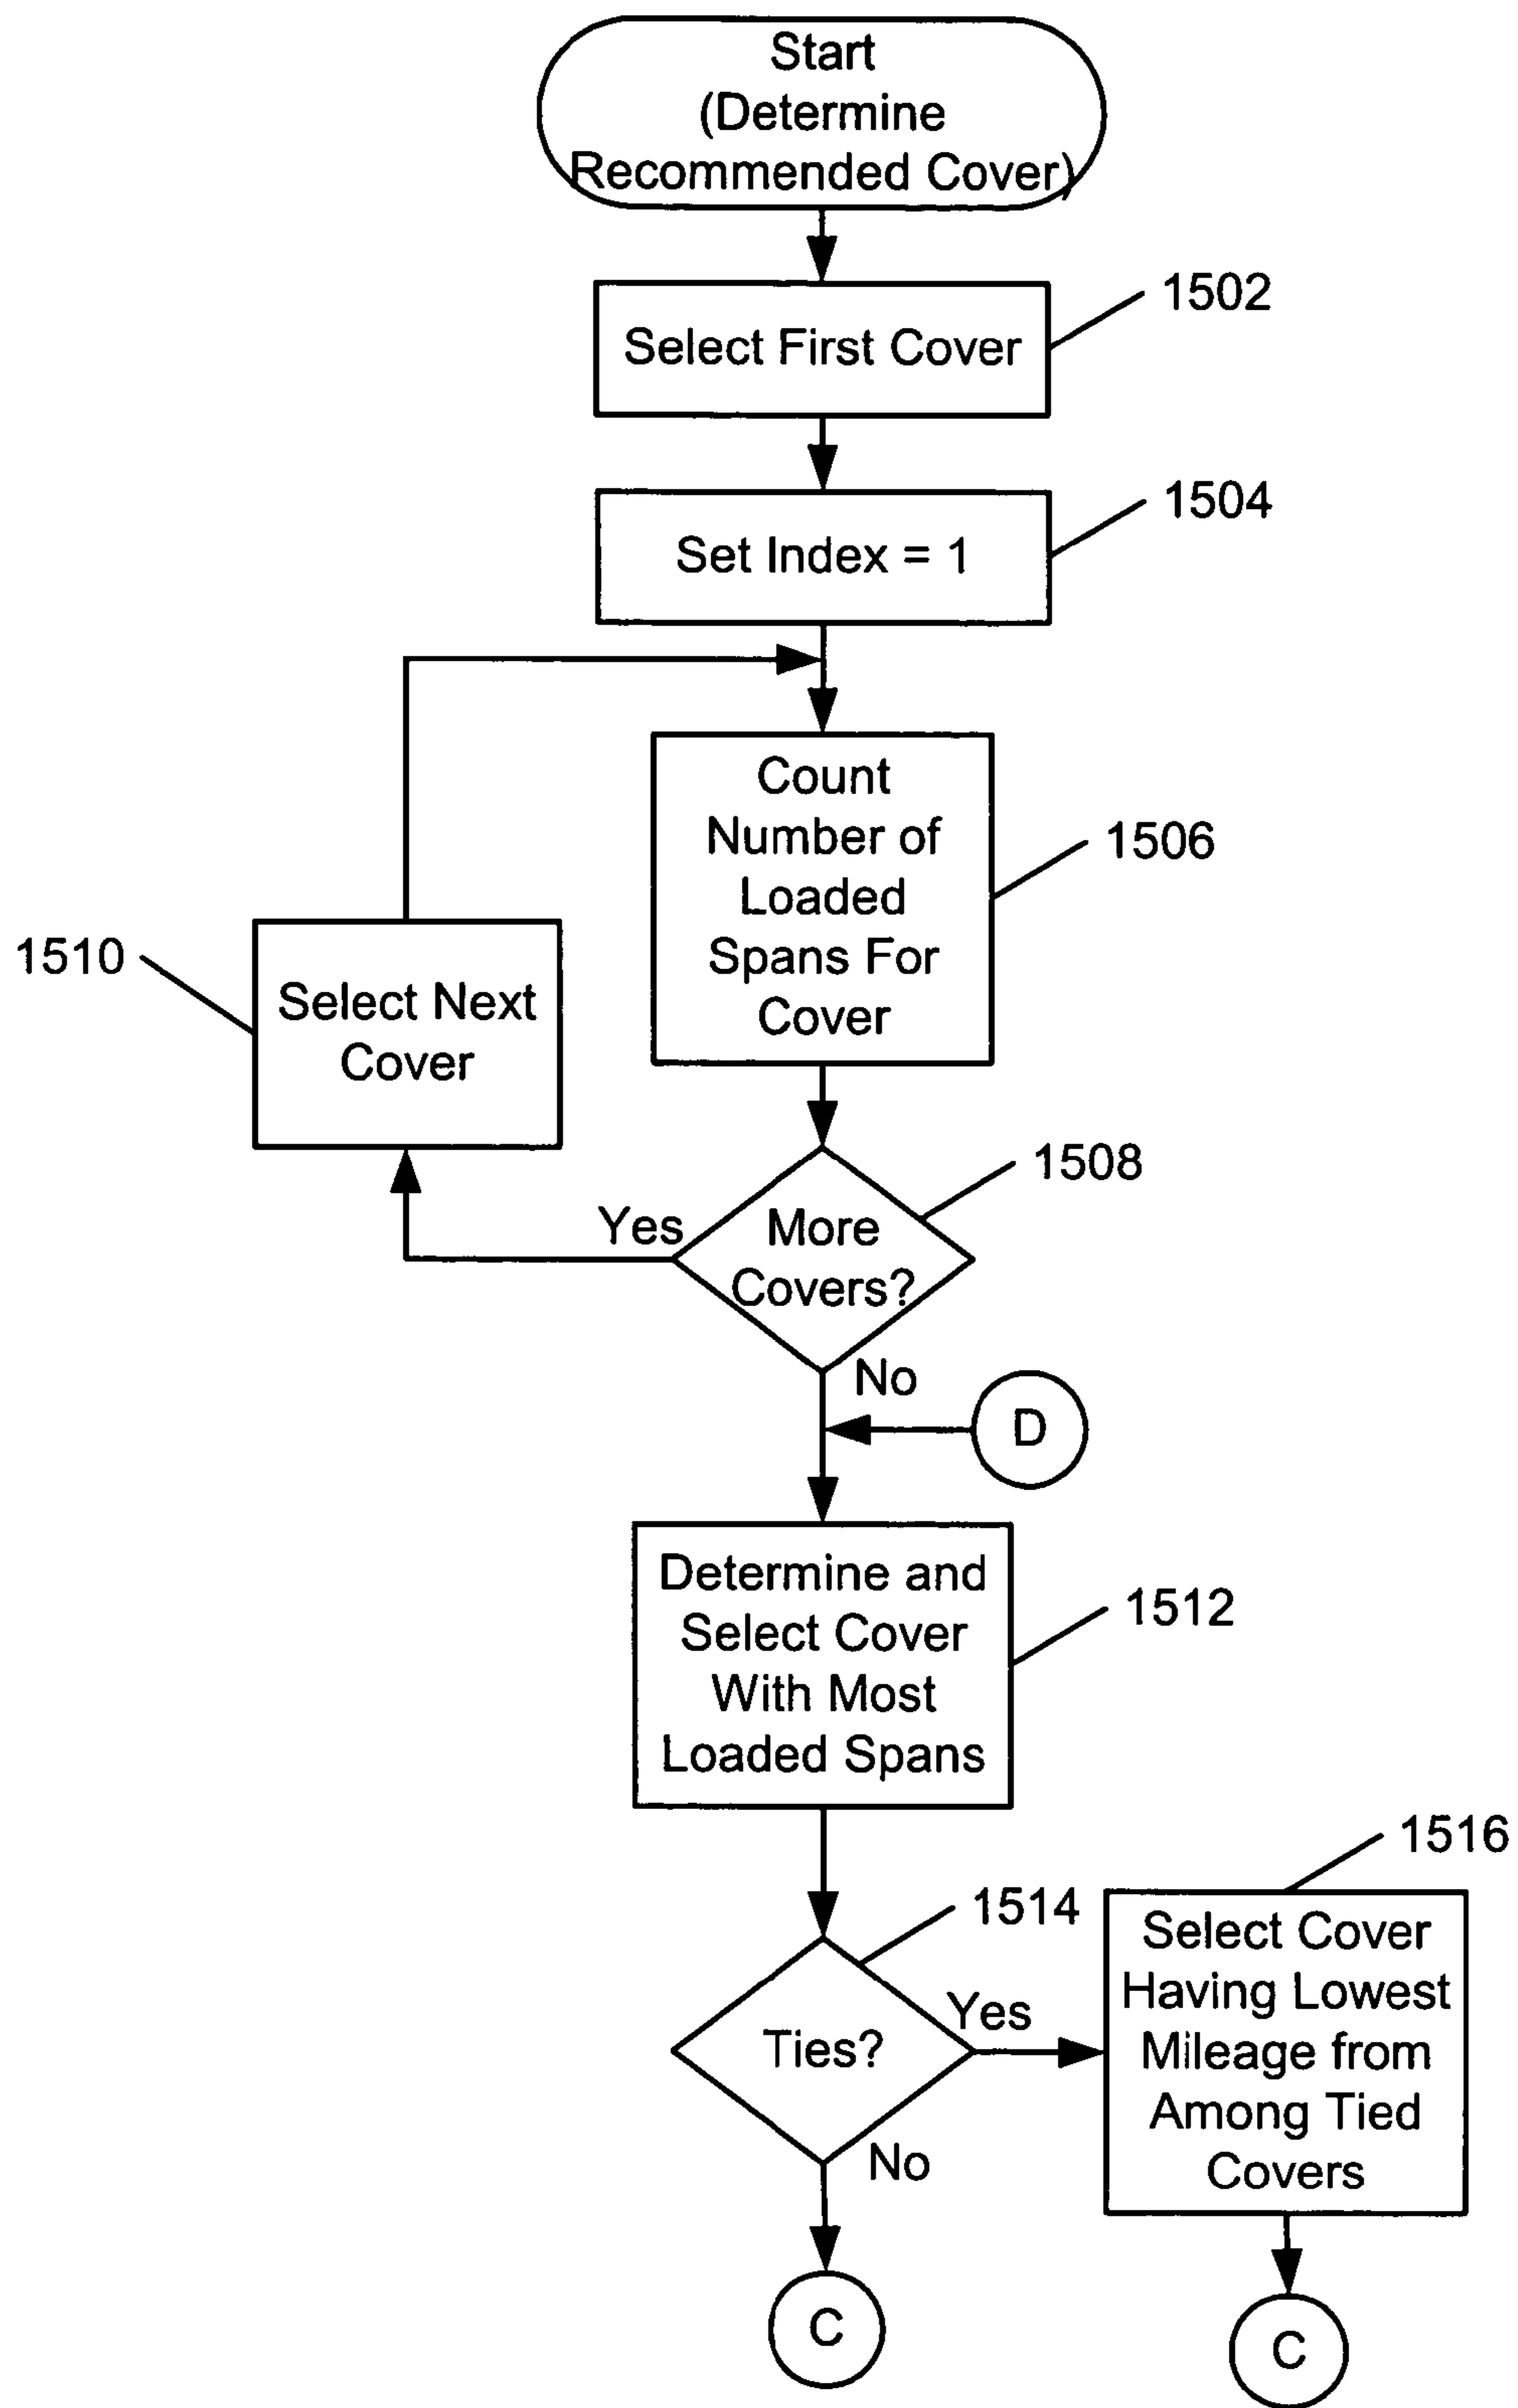 Start
(Determine
Recommended Cover)
1502
Select First Cover
1504
Set Index = 1
1506
Count
Number of
Loaded
Spans For
Cover
1510
Select Next
Cover
1508
Yes
More
Covers?
No
D
1512
Determine and
Select Cover
With Most
Loaded Spans
1516
1514
Select Cover
Having Lowest
Mileage from
Among Tied
Covers
Yes
Ties?
No
C
C